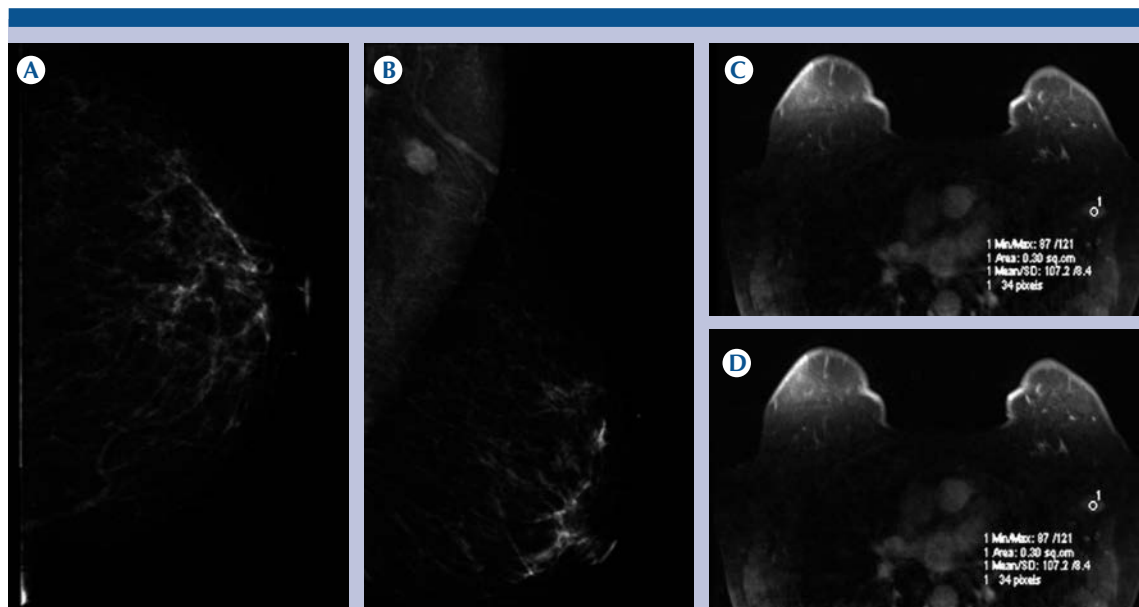 A
B
C
1
1 Min/Max: 87 /121
1 Area: 0.30 sq.cm
1 Mean/SD: 107.2 /8.4
1 34 pixels
D
1
1 Min/Max: 87 /121
1 Area: 0.30 sq.cm
1 Mean/SD: 107.2 /8.4
1 34 pixels